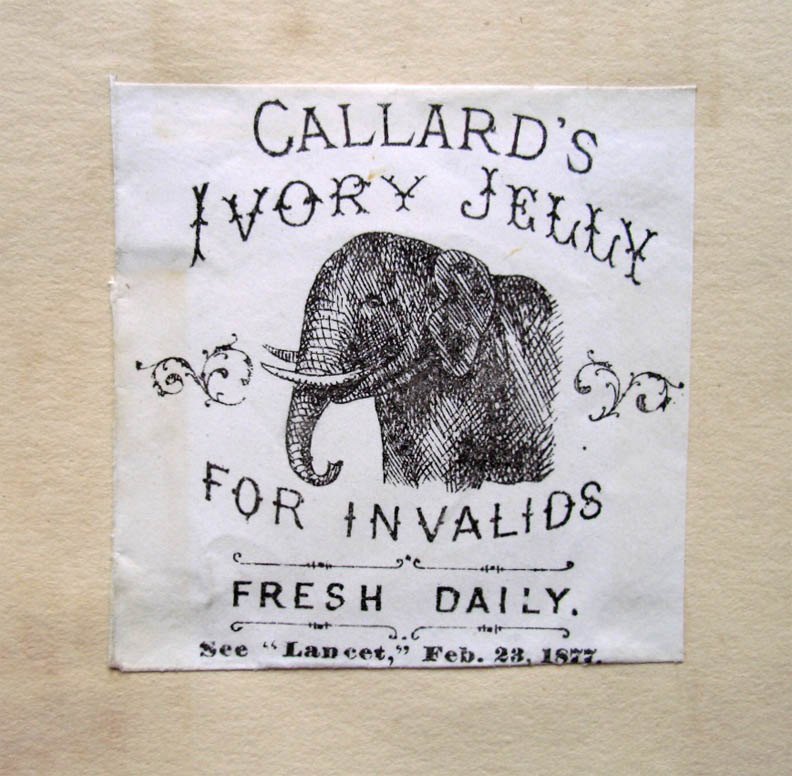 CALLARD'S
IVORY JELLY
FOR INVALIDS
FRESH DAILY.
See "Lancet," Feb. 23, 1877.